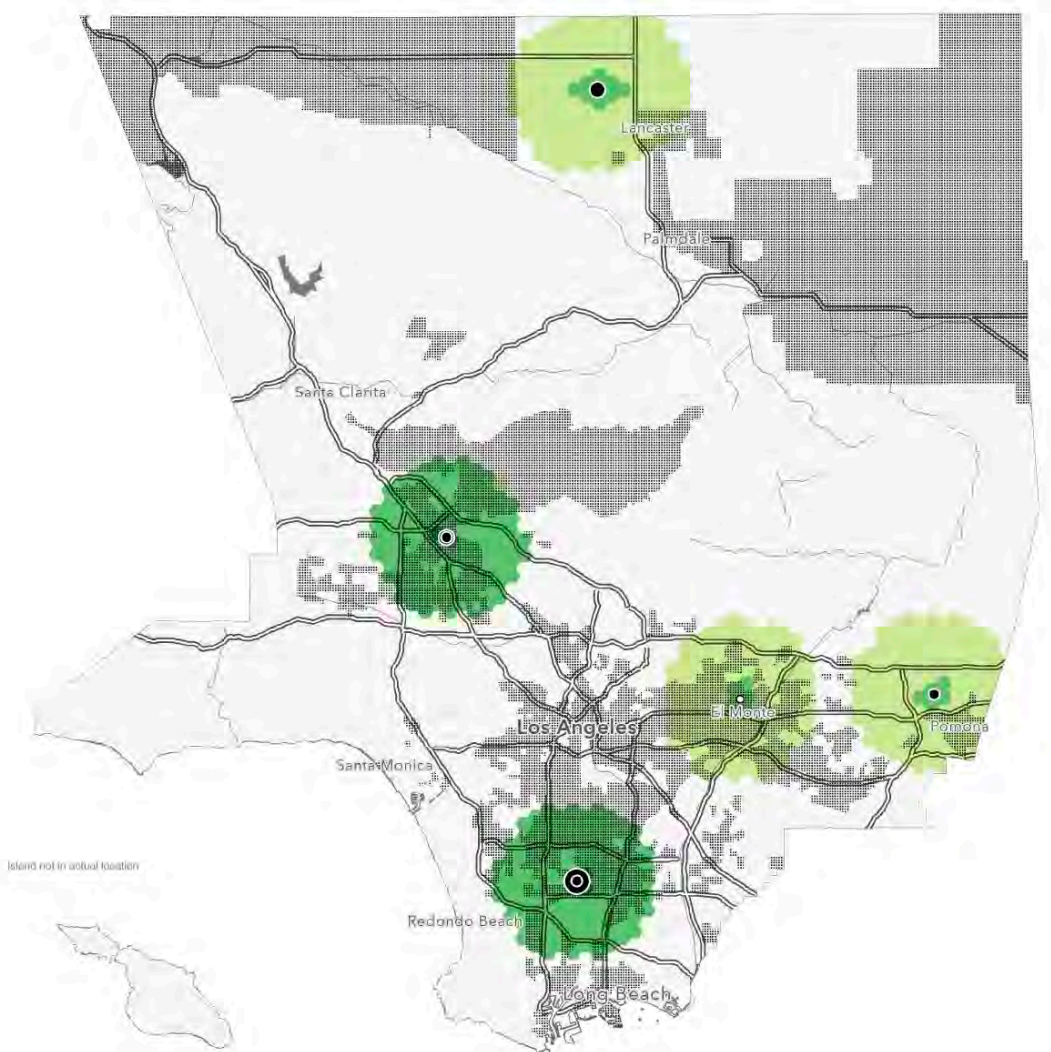 Lancaster
Palmdale
Santa Clarita
El Monte
Los Angeles
Pomona
Santa Monica
Island not in actual location
Redondo Beach
Long Beach